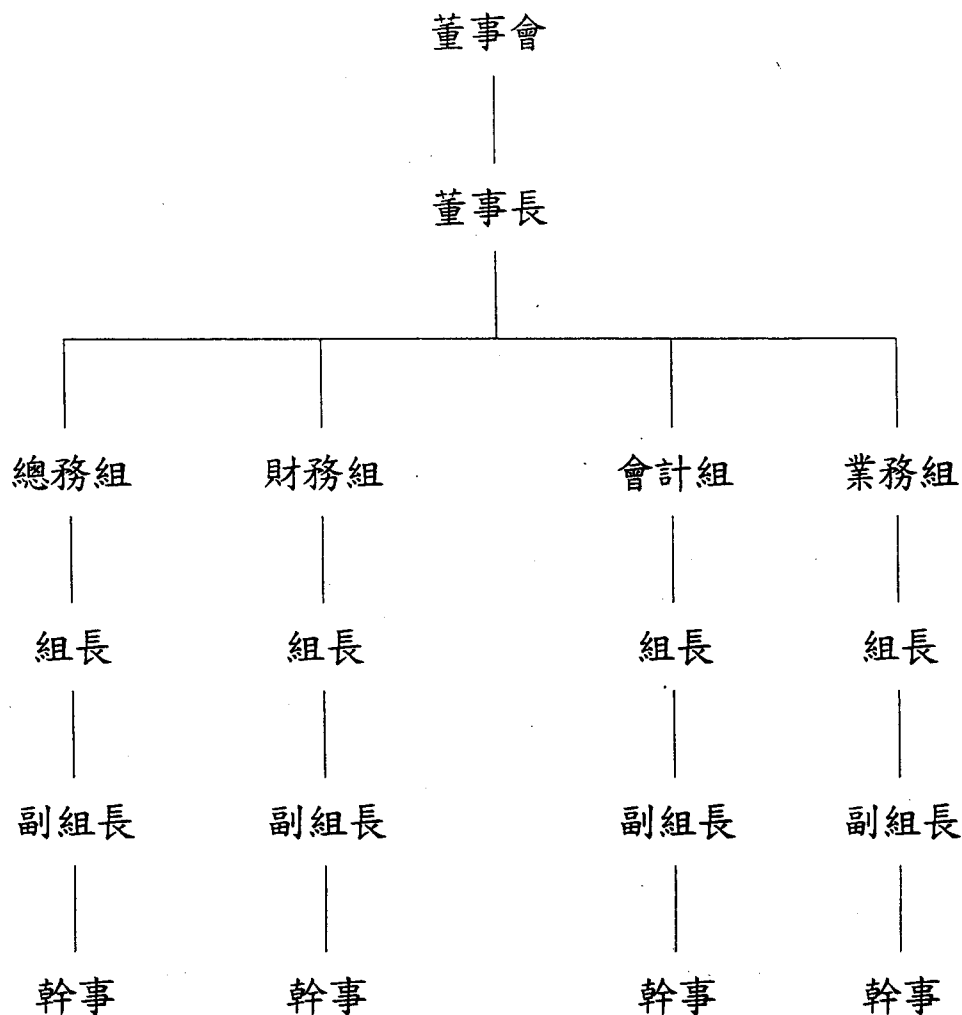 董事會
董事長
總務組 財務組 會計組 業務組
組長 組長 組長 組長
副組長 副組長 副組長 副組長
幹事 幹事 幹事 幹事